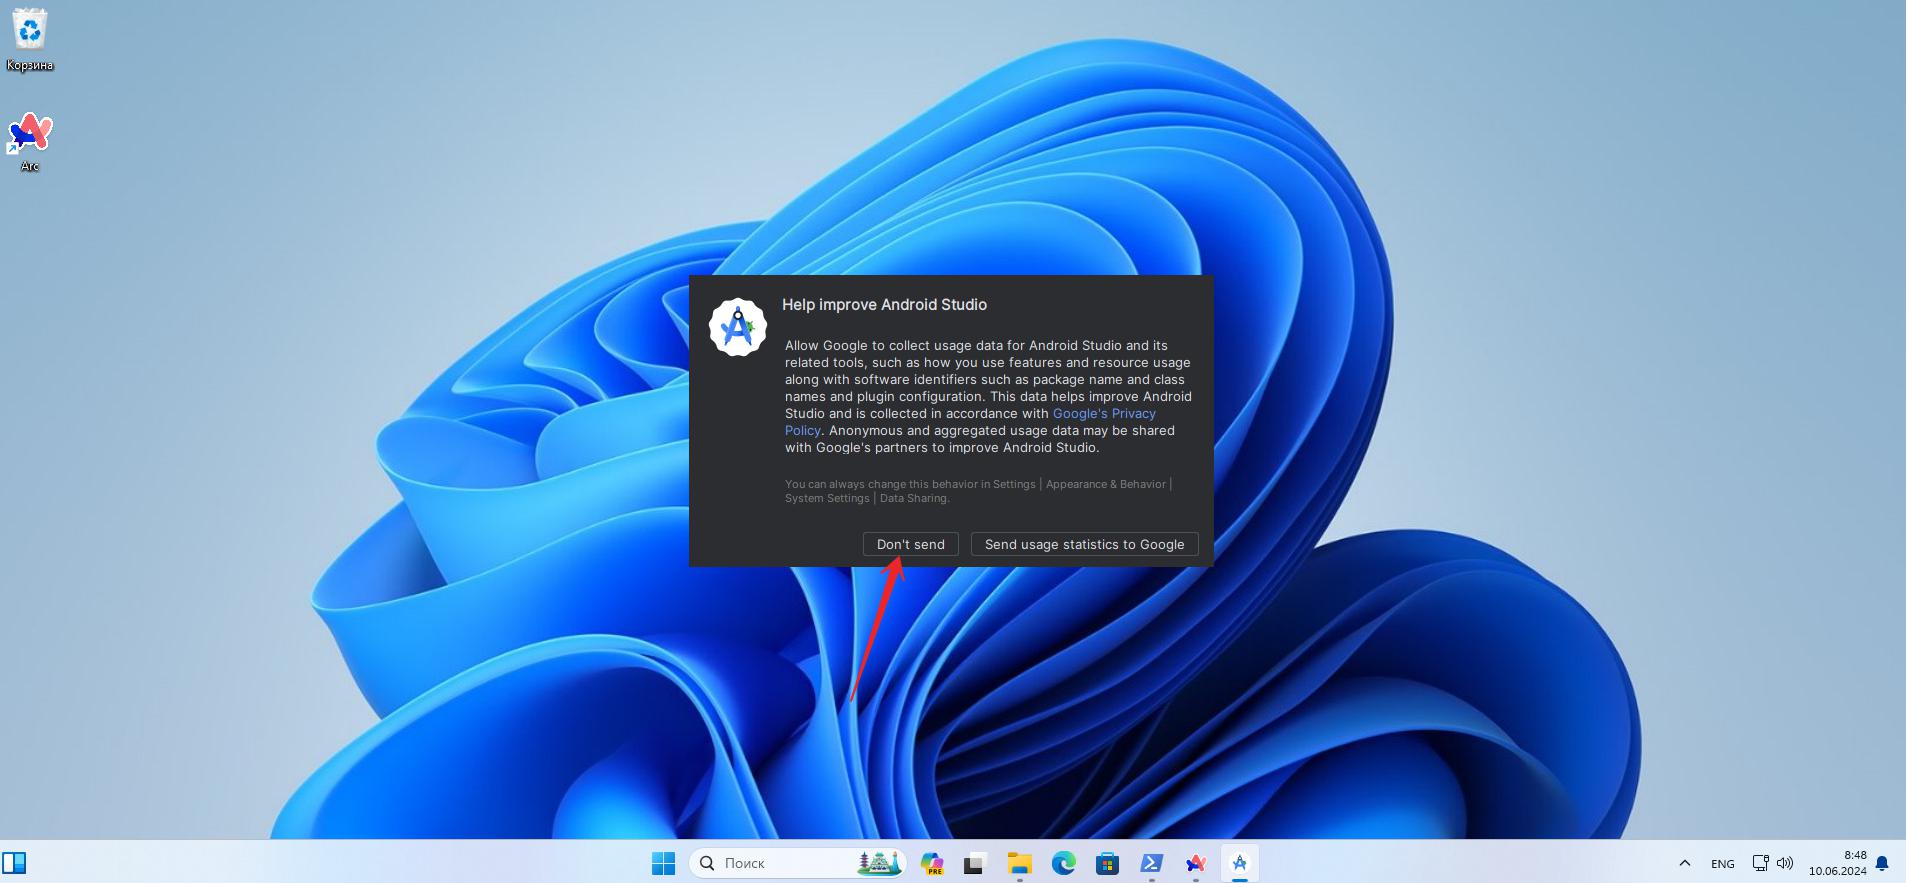 Корзина
Arc
Help improve Android Studio
Allow Google to collect usage data for Android Studio and its
related tools, such as how you use features and resource usage
along with software identifiers such as package name and class
names and plugin configuration. This data helps improve Android
Studio and is collected in accordance with Google's Privacy
Policy. Anonymous and aggregated usage data may be shared
with Google's partners to improve Android Studio.
You can always change this behavior in Settings | Appearance & Behavior |
System Settings | Data Sharing.
Don't send
Send usage statistics to Google
Поиск
PRE
ENG
8:48
10.06.2024